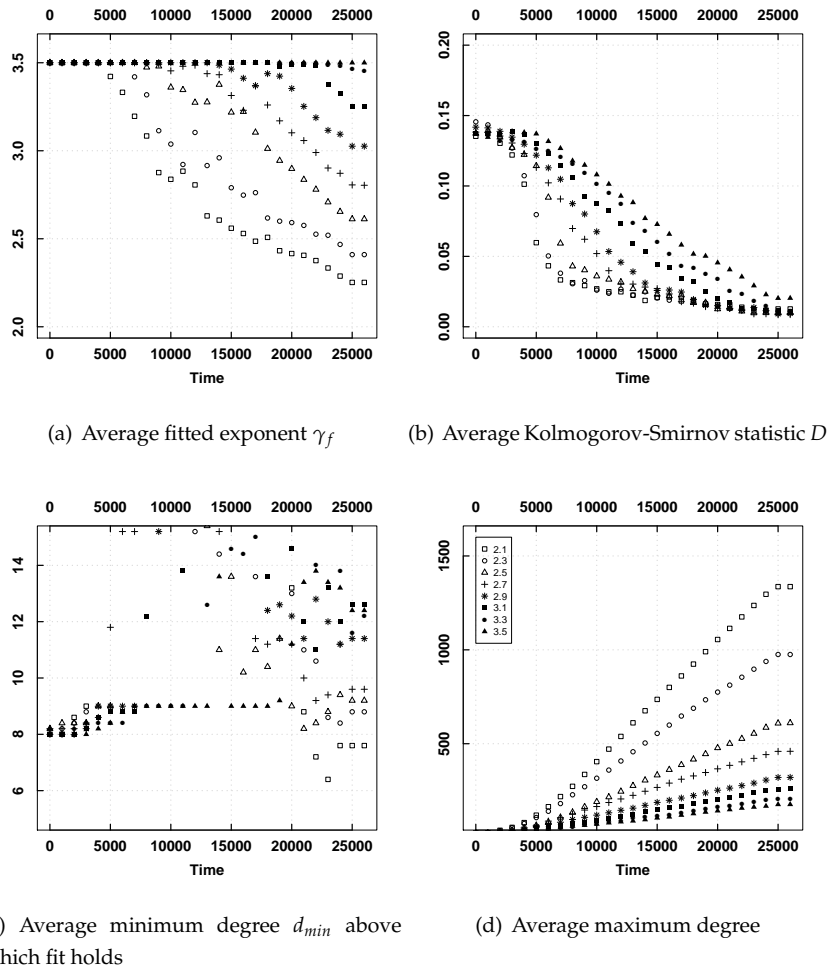 0 5000 10000 15000 20000 25000
3.5
3.0
2.5
2.0
0 5000 10000 15000 20000 25000
Time
(a) Average fitted exponent γf
0 5000 10000 15000 20000 25000
0.20
0.15
0.10
0.05
0.00
0 5000 10000 15000 20000 25000
Time
(b) Average Kolmogorov-Smirnov statistic D
0 5000 10000 15000 20000 25000
14
12
10
8
6
0 5000 10000 15000 20000 25000
Time
) Average minimum degree dmin above
hich fit holds
0 5000 10000 15000 20000 25000
1500
1000
500
2.1
2.3
2.5
2.7
2.9
3.1
3.3
3.5
0 5000 10000 15000 20000 25000
Time
(d) Average maximum degree